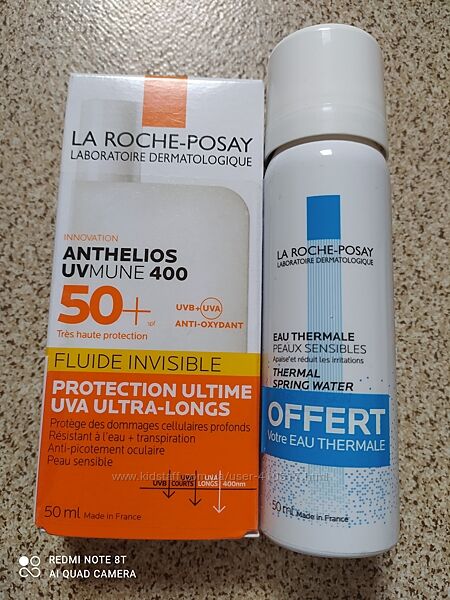 LA ROCHE-POSAY
LABORATOIRE DERMATOLOGIQUE
INNOVATION
ANTHELIOS
UVMUNE 400
50+
spf
Très haute protection
UVB+UVA
ANTI-OXYDANT
FLUIDE INVISIBLE
PROTECTION ULTIME
UVA ULTRA-LONGS
Protège des dommages cellulaires profonds
Résistant à l'eau + transpiration
Anti-picotement oculaire
Peau sensible
UVB
UVA COURTS
UVA LONGS
400nm
50 ml Made in France
LA ROCHE-POSAY
LABORATOIRE DERMATOLOGIQUE
EAU THERMALE
PEAUX SENSIBLES
Apaise et réduit les irritations
THERMAL
SPRING WATER
OFFERT
Votre EAU THERMALE
50 ml Made in France
REDMI NOTE 8T
AI QUAD CAMERA